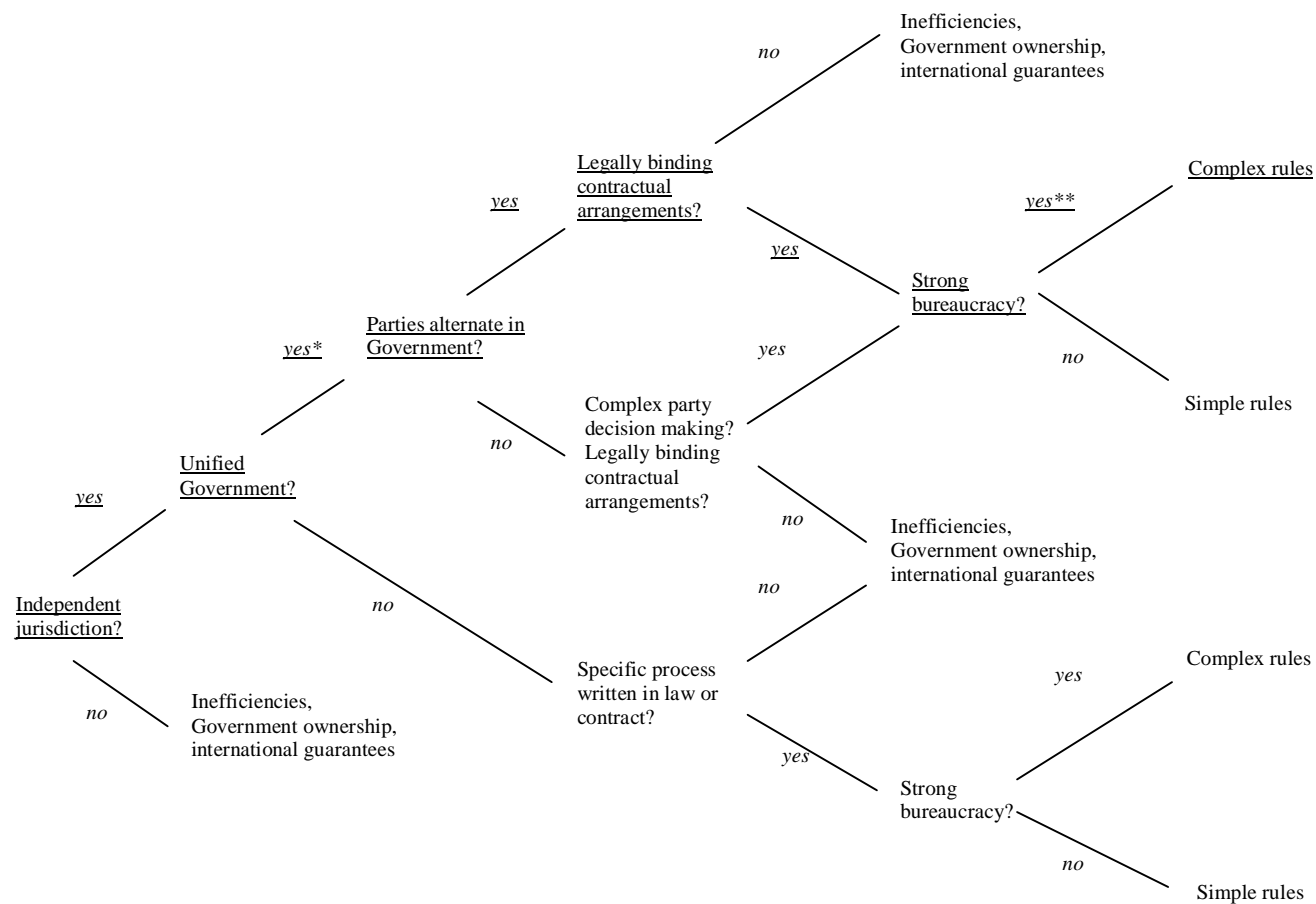 Inefficiencies,
Government ownership,
international guarantees
no
Legally binding
contractual
arrangements?
Complex rules
yes
yes**
yes
Strong
bureaucracy?
Parties alternate in
Government?
yes*
yes
no
Complex party
decision making?
Legally binding
contractual
arrangements?
Simple rules
no
Unified
Government?
yes
no
Inefficiencies,
Government ownership,
international guarantees
no
Independent
jurisdiction?
no
Specific process
written in law or
contract?
Complex rules
yes
Inefficiencies,
Government ownership,
international guarantees
no
yes
Strong
bureaucracy?
no
Simple rules